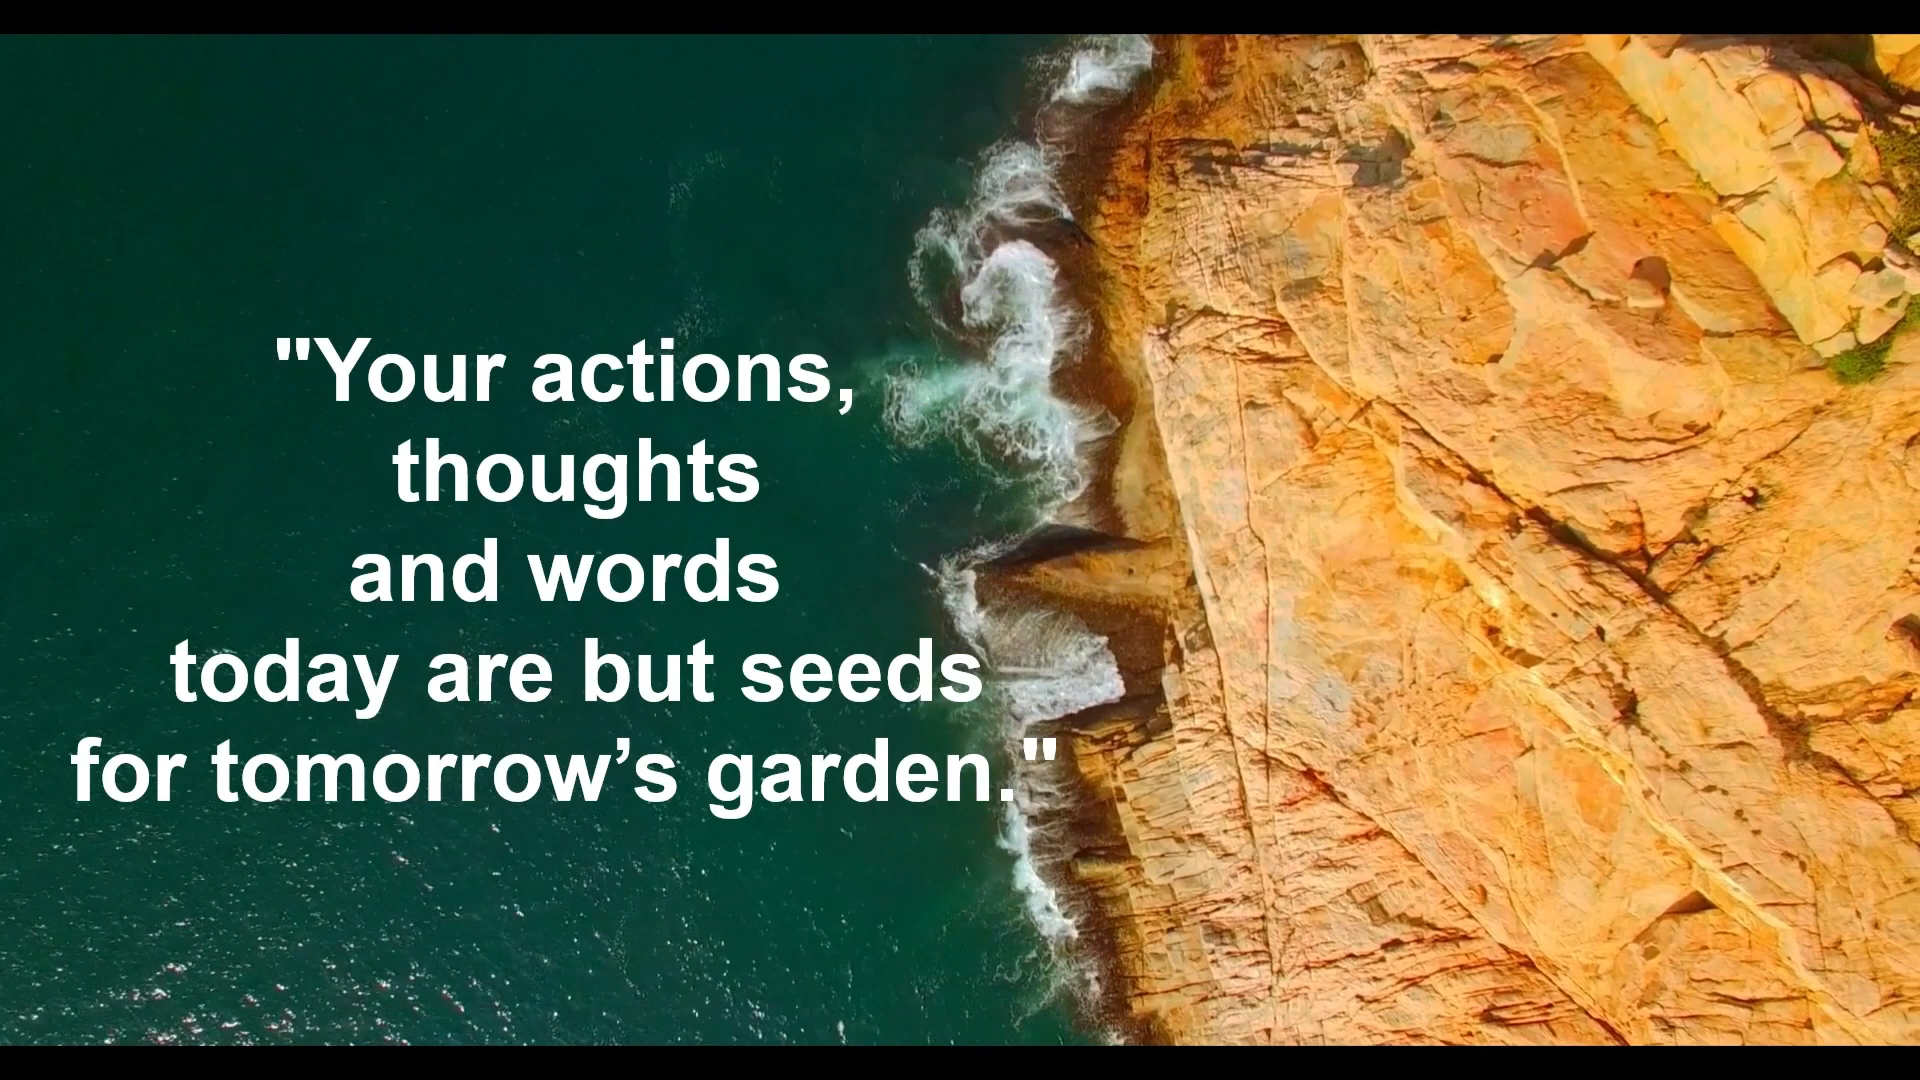 "Your actions,
thoughts
and words
today are but seeds
for tomorrow’s garden."